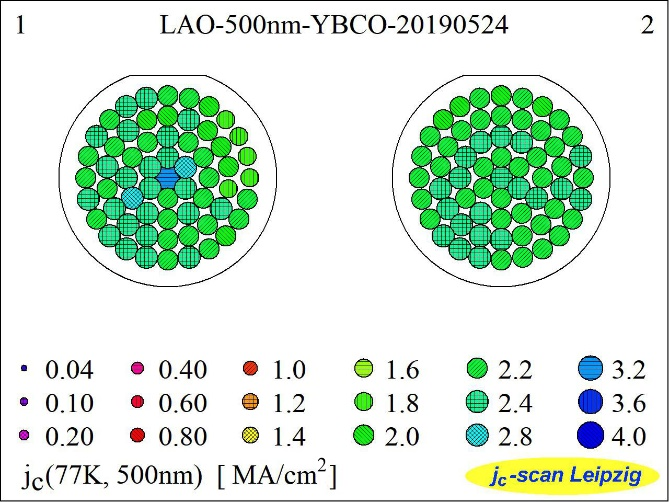 1 LAO-500nm-YBCO-20190524 2
0.04 0.40 1.0 1.6 2.2 3.2
0.10 0.60 1.2 1.8 2.4 3.6
0.20 0.80 1.4 2.0 2.8 4.0
jc(77K, 500nm) [ MA/cm²] jc-scan Leipzig